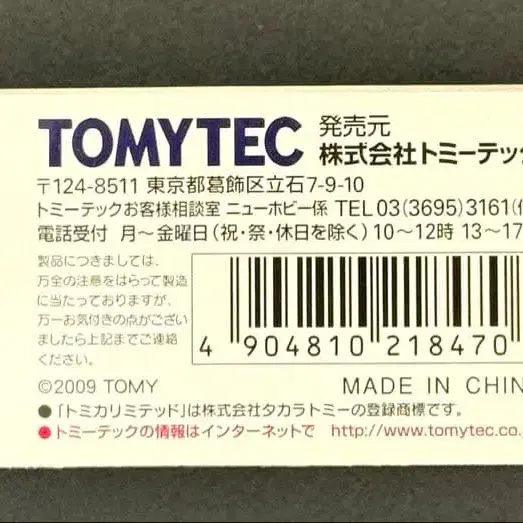 TOMYTEC 発売元
株式会社トミーテッ
〒124-8511 東京都葛飾区立石7-9-10
トミーテックお客様相談室 ニューホビー係 TEL 03(3695)3161(
電話受付 月〜金曜日(祝・祭・休日を除く) 10〜12時 13〜17
製品につきましては、
万全の注意をはらって製造
に当たっておりますが、
万一お気付きの点がござい
ましたら上記までご連絡
ください。
4 904810 218470
©2009 TOMY MADE IN CHIN
●「トミカリミテッド」は株式会社タカラトミーの登録商標です。
●トミーテックの情報はインターネットで http://www.tomytec.co.